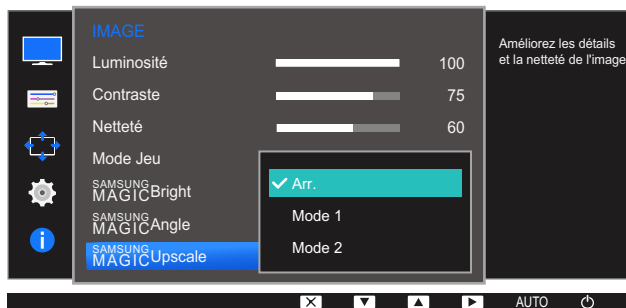 IMAGE
Luminosité 100
Contraste 75
Netteté 60
Mode Jeu
SAMSUNG MAGIC Bright
SAMSUNG MAGIC Angle
SAMSUNG MAGIC Upscale
Arr.
Mode 1
Mode 2
Améliorez les détails
et la netteté de l'image
AUTO